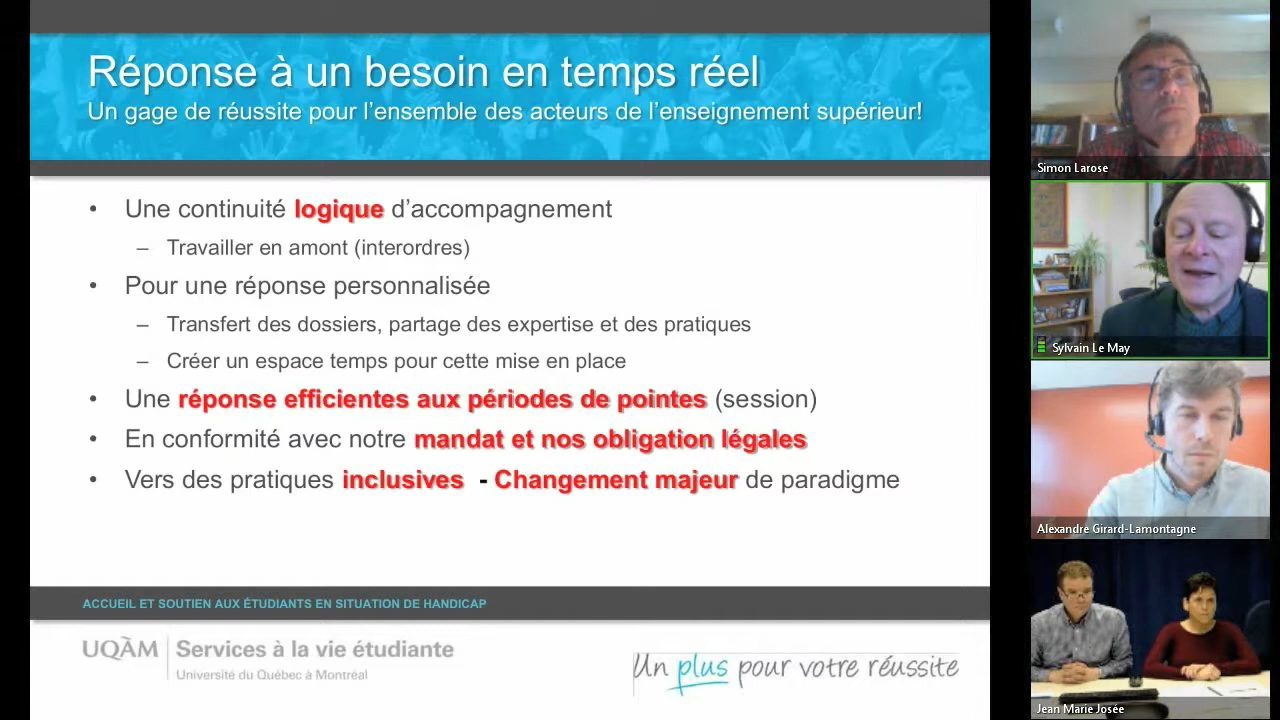 Réponse à un besoin en temps réel
Un gage de réussite pour l’ensemble des acteurs de l’enseignement supérieur!
• Une continuité logique d’accompagnement
– Travailler en amont (interordres)
• Pour une réponse personnalisée
– Transfert des dossiers, partage des expertise et des pratiques
– Créer un espace temps pour cette mise en place
• Une réponse efficientes aux périodes de pointes (session)
• En conformité avec notre mandat et nos obligation légales
• Vers des pratiques inclusives - Changement majeur de paradigme
ACCUEIL ET SOUTIEN AUX ÉTUDIANTS EN SITUATION DE HANDICAP
UQÀM Services à la vie étudiante
Université du Québec à Montréal
Un plus pour votre réussite
Simon Larose
Sylvain Le May
Alexandre Girard-Lamontagne
Jean Marie Josée